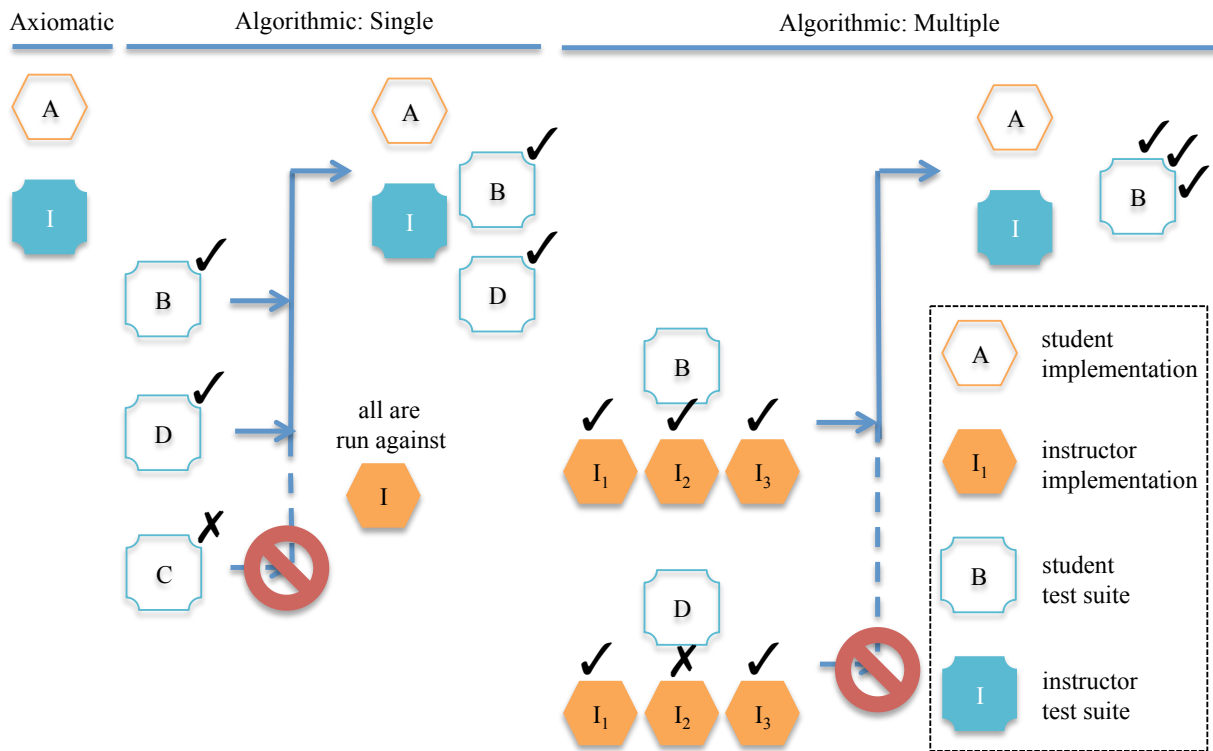 Axiomatic
Algorithmic: Single
Algorithmic: Multiple
A
I
B
✓
D
✓
C
✗
A
I
B
✓
D
✓
all are
run against
I
A
I
B
✓ ✓ ✓
B
✓ ✓ ✓
I₁ I₂ I₃
D
✓ ✗ ✓
I₁ I₂ I₃
A
student
implementation
I₁
instructor
implementation
B
student
test suite
I
instructor
test suite